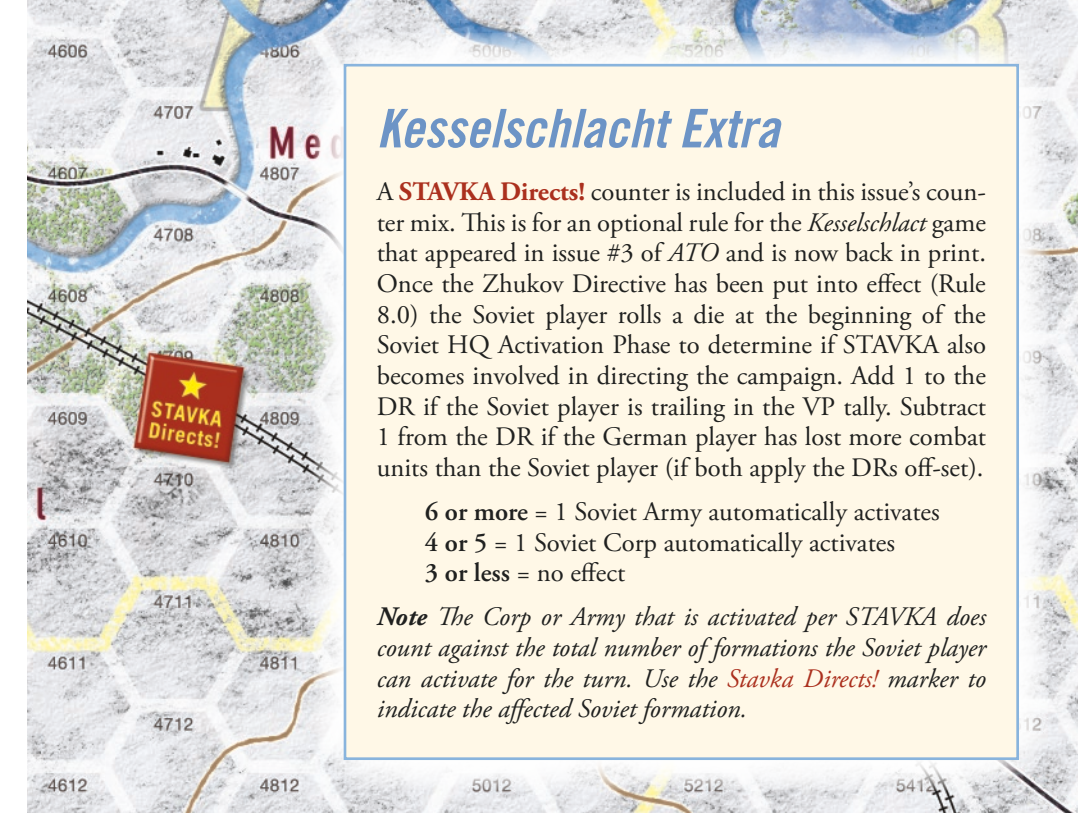 4606
4806
5006
5206
4707
07
Med
4607
4807
4708
08
4608
4808
4709
09
STAVKA
Directs!
4609
4809
4710
10
l
4610
4810
4711
11
4611
4811
4712
12
4612
4812
5012
5212
5412
Kesselschlacht Extra
A STAVKA Directs! counter is included in this issue's coun-
ter mix. This is for an optional rule for the Kesselschlact game
that appeared in issue #3 of ATO and is now back in print.
Once the Zhukov Directive has been put into effect (Rule
8.0) the Soviet player rolls a die at the beginning of the
Soviet HQ Activation Phase to determine if STAVKA also
becomes involved in directing the campaign. Add 1 to the
DR if the Soviet player is trailing in the VP tally. Subtract
1 from the DR if the German player has lost more combat
units than the Soviet player (if both apply the DRs off-set).
6 or more = 1 Soviet Army automatically activates
4 or 5 = 1 Soviet Corp automatically activates
3 or less = no effect
Note The Corp or Army that is activated per STAVKA does
count against the total number of formations the Soviet player
can activate for the turn. Use the Stavka Directs! marker to
indicate the affected Soviet formation.